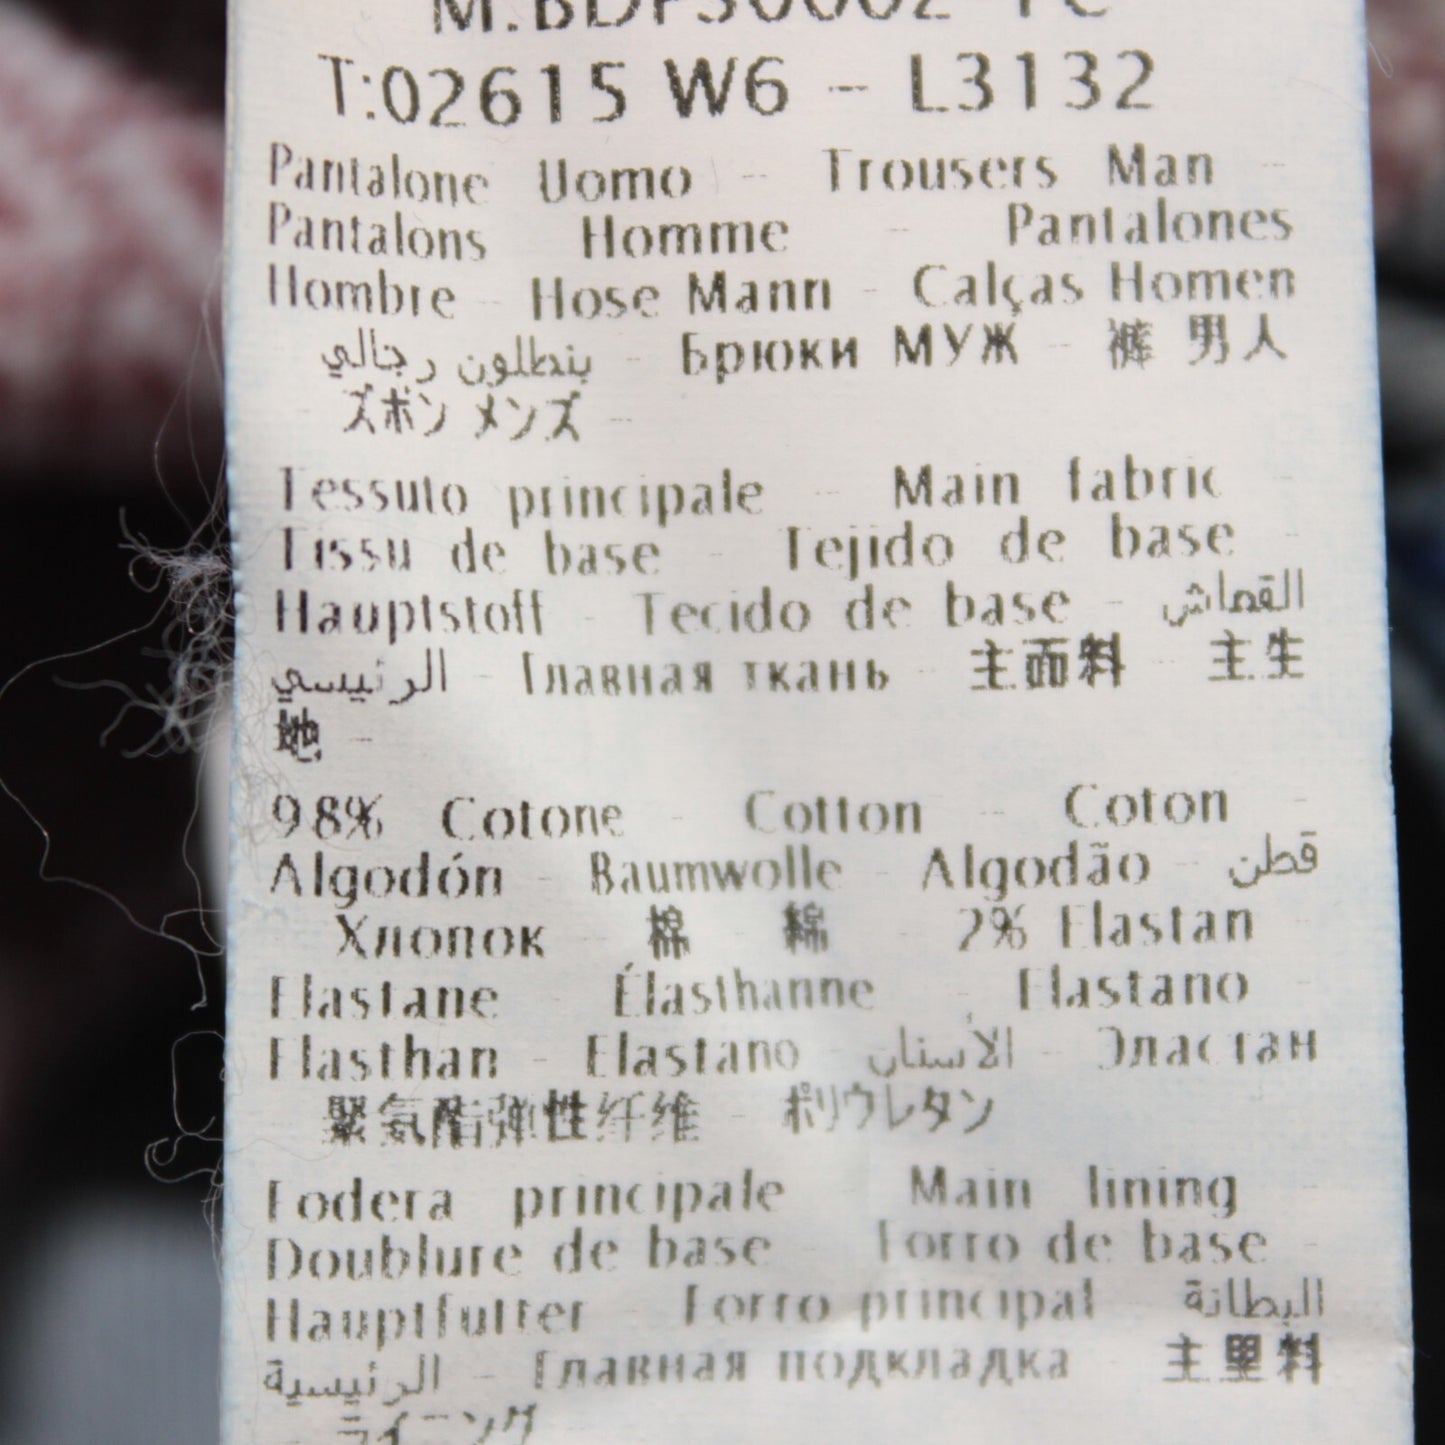 T:02615 W6 - L3132
Pantalone Uomo - Trousers Man -
Pantalons Homme - Pantalones
Hombre - Hose Mann - Calças Homen
بنطلون رجالي - Брюки МУЖ - 裤 男人
ズボン メンズ -
Tessuto principale - Main fabric -
Tissu de base - Tejido de base -
Hauptstoff - Tecido de base - القماش
الرئيسي - Главная ткань - 主面料 - 主生
地 -
98% Cotone - Cotton - Coton -
Algodón - Baumwolle - Algodão - قطن
Хлопок - 棉 - 綿 - 2% Elastan
Elastane - Élasthanne - Elastano -
Elasthan - Elastano - الأستان - Эластан
聚氨酯弹性纤维 - ポリウレタン
Fodera principale - Main lining
Doublure de base - Forro de base -
Hauptfutter - Forro principal - البطانة
الرئيسية - Главная подкладка - 主里料
ライニング